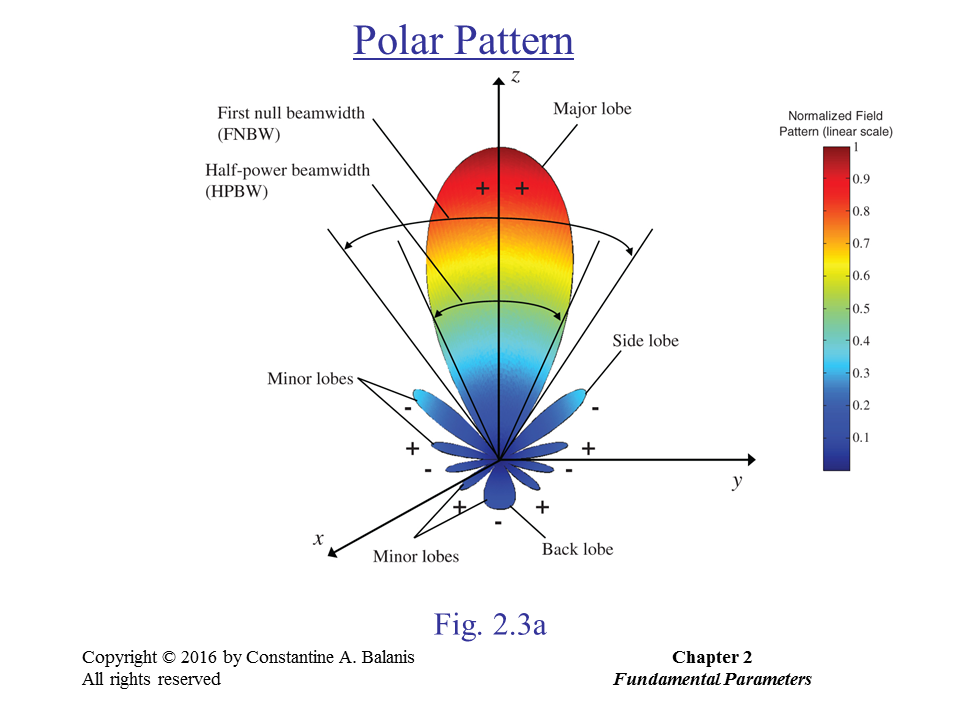 Polar Pattern
z
First null beamwidth
(FNBW)
Major lobe
Half-power beamwidth
(HPBW)
Normalized Field
Pattern (linear scale)
1
0.9
0.8
0.7
0.6
0.5
0.4
0.3
0.2
0.1
+ +
Side lobe
Minor lobes
- -
+ +
- -
y
+ +
-
x
Minor lobes
Back lobe
Fig. 2.3a
Copyright © 2016 by Constantine A. Balanis
All rights reserved
Chapter 2
Fundamental Parameters